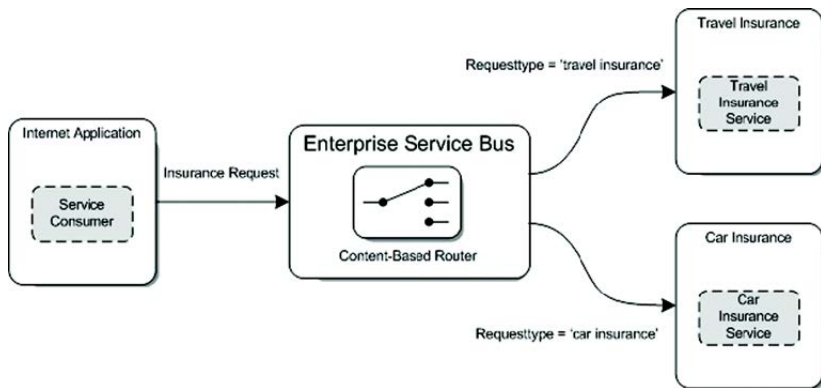 Internet Application
Service
Consumer
Insurance Request
Enterprise Service Bus
Content-Based Router
Requesttype = 'travel insurance'
Travel Insurance
Travel
Insurance
Service
Requesttype = 'car insurance'
Car Insurance
Car
Insurance
Service